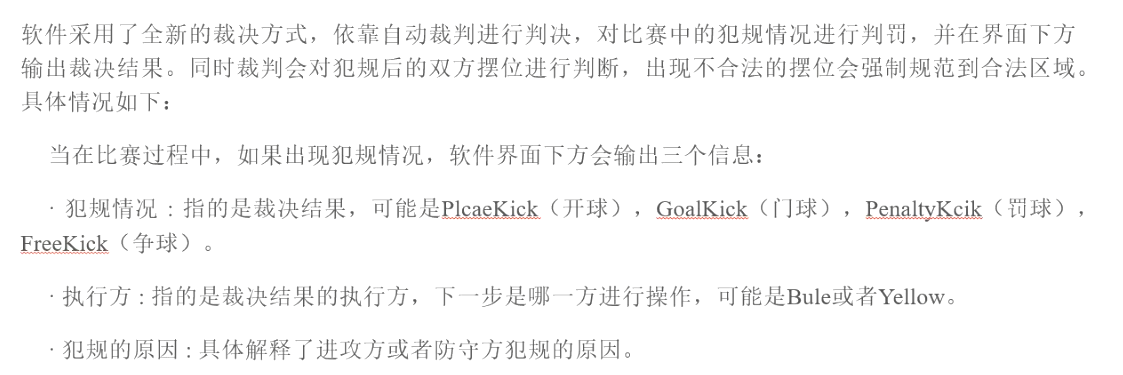 软件采用了全新的裁决方式，依靠自动裁判进行判决，对比赛中的犯规情况进行判罚，并在界面下方
输出裁决结果。同时裁判会对犯规后的双方摆位进行判断，出现不合法的摆位会强制规范到合法区域。
具体情况如下：
当在比赛过程中，如果出现犯规情况，软件界面下方会输出三个信息：
· 犯规情况：指的是裁决结果，可能是PlcaeKick（开球），GoalKick（门球），PenaltyKcik（罚球），
FreeKick（争球）。
· 执行方：指的是裁决结果的执行方，下一步是哪一方进行操作，可能是Bule或者Yellow。
· 犯规的原因：具体解释了进攻方或者防守方犯规的原因。